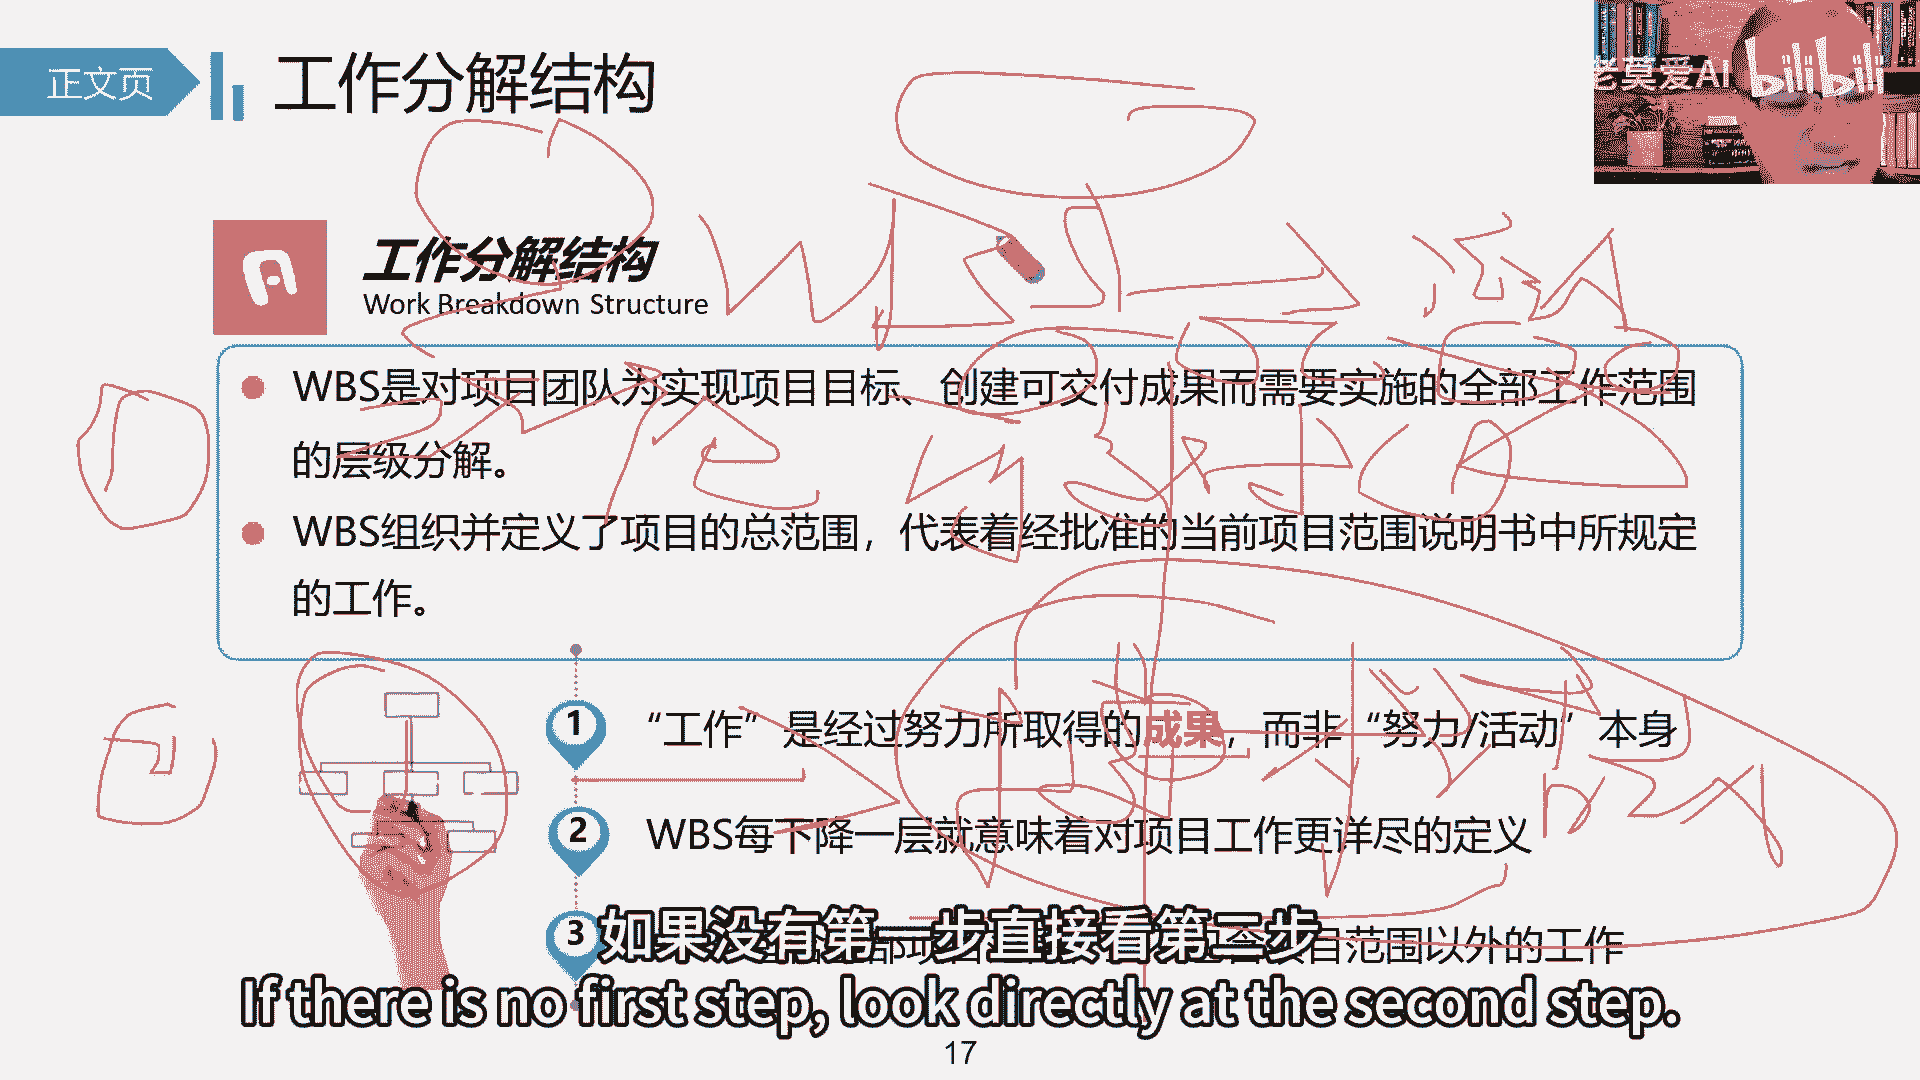 正文页
工作分解结构
老莫爱AI
bilibili
工作分解结构
Work Breakdown Structure
WBS是对项目团队为实现项目目标、创建可交付成果而需要实施的全部工作范围
的层级分解。
WBS组织并定义了项目的总范围，代表着经批准的当前项目范围说明书中所规定
的工作。
1
“工作”是经过努力所取得的成果，而非“努力/活动”本身
2
WBS每下降一层就意味着对项目工作更详尽的定义
3
项目范围以外的工作
如果没有第一步直接看第二步
If there is no first step, look directly at the second step.
17